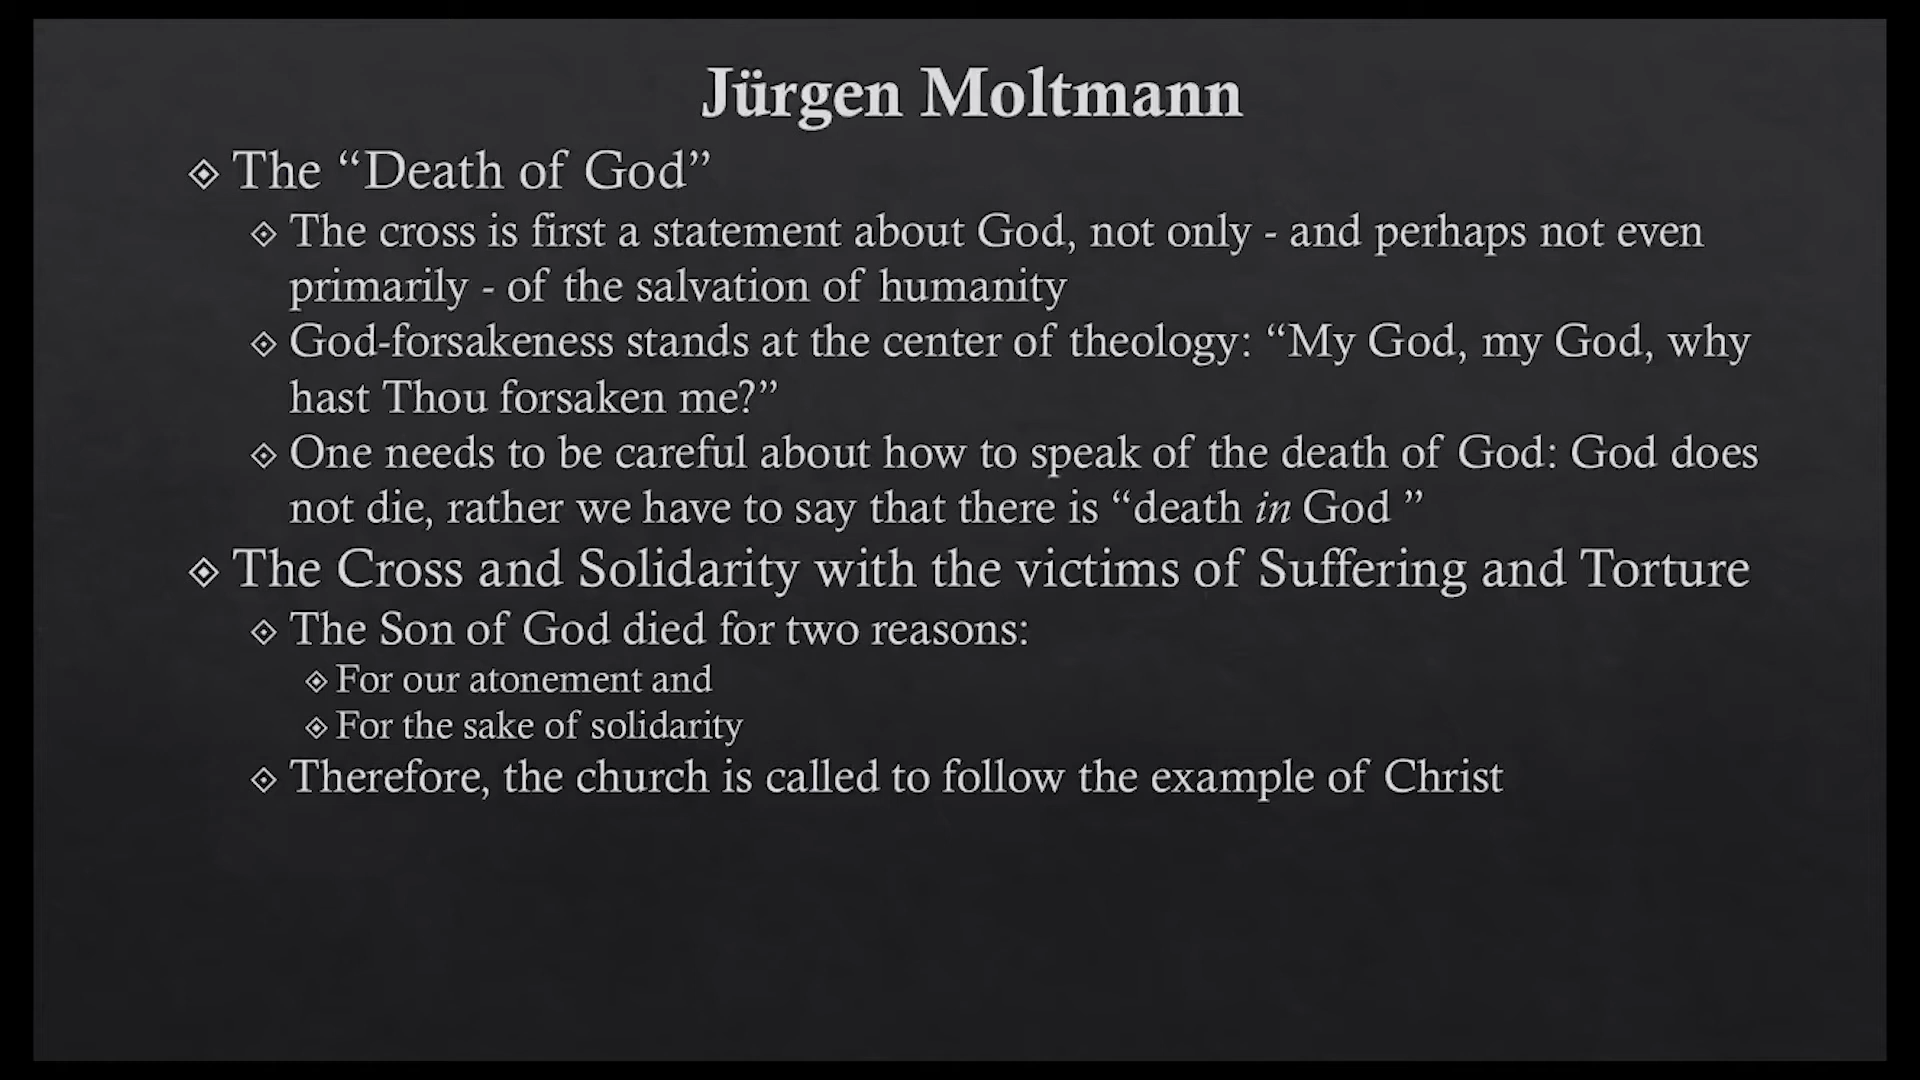 Jürgen Moltmann
The “Death of God”
The cross is first a statement about God, not only - and perhaps not even
primarily - of the salvation of humanity
God-forsakeness stands at the center of theology: “My God, my God, why
hast Thou forsaken me?”
One needs to be careful about how to speak of the death of God: God does
not die, rather we have to say that there is “death in God ”
The Cross and Solidarity with the victims of Suffering and Torture
The Son of God died for two reasons:
For our atonement and
For the sake of solidarity
Therefore, the church is called to follow the example of Christ